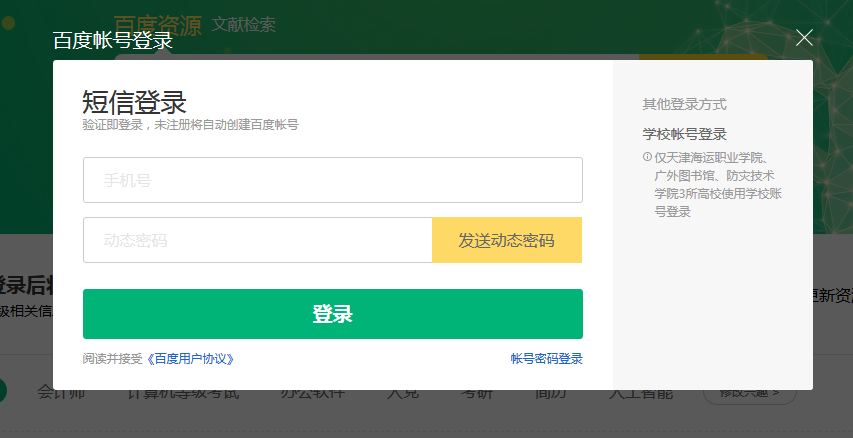 百度资源 文献检索
百度帐号登录
短信登录
验证即登录，未注册将自动创建百度帐号
手机号
动态密码
发送动态密码
登录
阅读并接受《百度用户协议》
帐号密码登录
其他登录方式
学校帐号登录
仅天津海运职业学院、
广外图书馆、防灾技术
学院3所高校使用学校账
号登录
登录后
更新资
级相关信
会计师 计算机等级考试 办公软件 入党 考研 简历 人工智能 修改兴趣 >